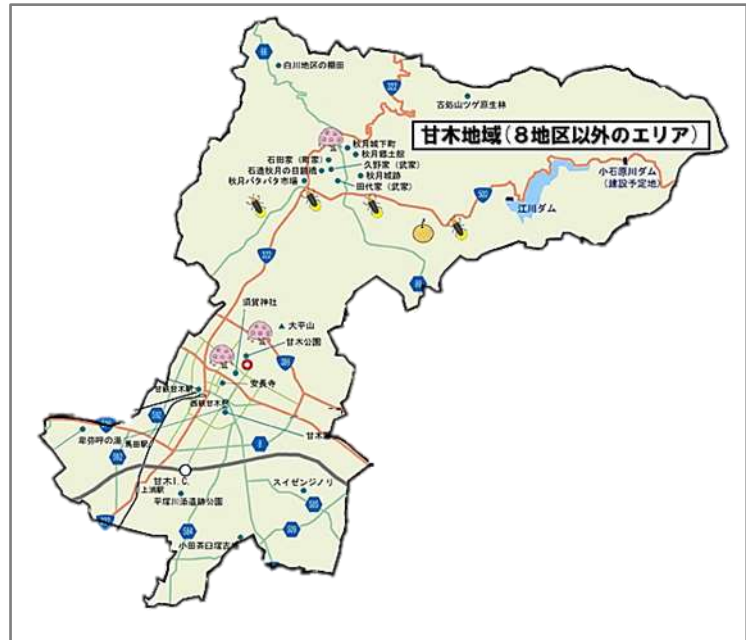 白川地区の棚田
322
古処山ツゲ原生林
甘木地域(8地区以外のエリア)
秋月城下町
秋月郷土館
石田家(町家)
久野家(武家)
石造秋月の目鏡橋
秋月城跡
秋月バタバタ市場
田代家(武家)
小石原川ダム
(建設予定地)
500
江川ダム
322
須賀神社
大平山
甘木公園
386
安長寺
甘鉄甘木駅
西鉄甘木駅
卑弥呼の湯
馬田駅
甘木I.C.
上浦駅
平塚川添遺跡公園
スイゼンジノリ
小田茶臼塚古墳